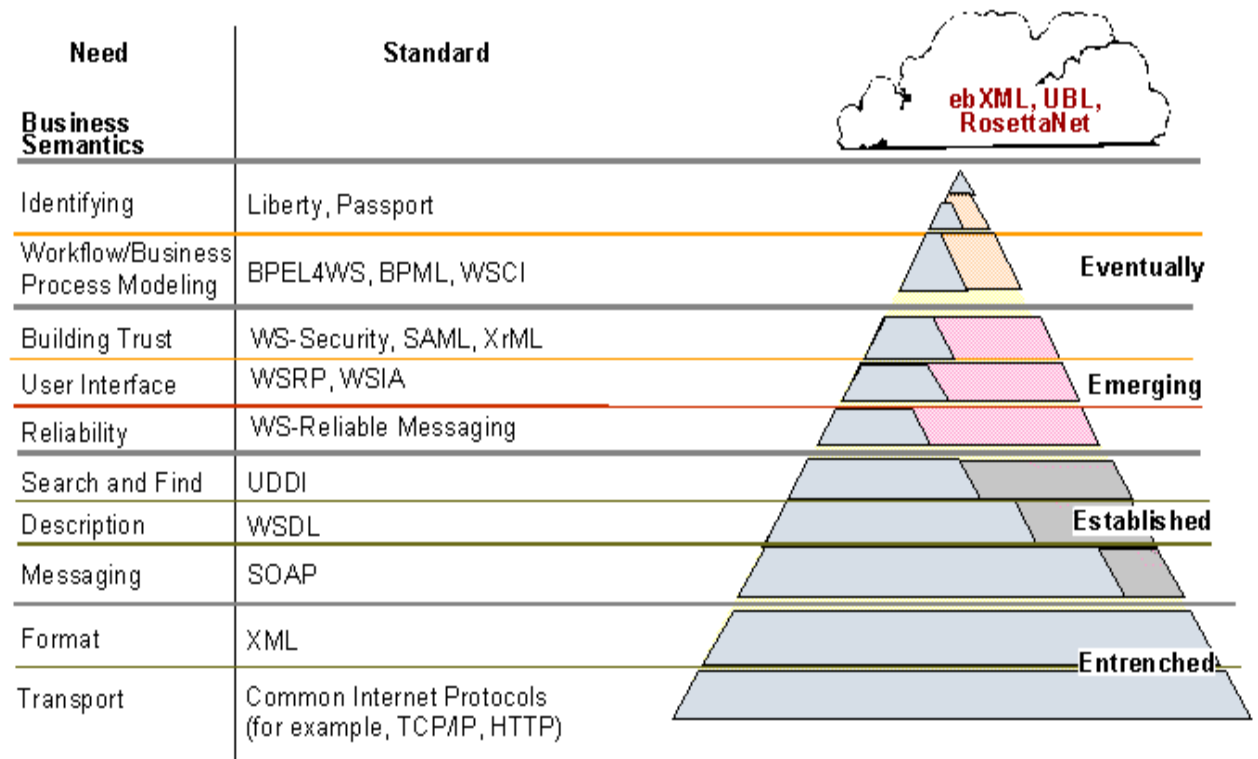 Need
Standard
ebXML, UBL,
RosettaNet
Business
Semantics
Identifying
Liberty, Passport
Workflow/Business
Process Modeling
BPEL4WS, BPML, WSCI
Eventually
Building Trust
WS-Security, SAML, XrML
User Interface
WSRP, WSIA
Emerging
Reliability
WS-Reliable Messaging
Search and Find
UDDI
Description
WSDL
Established
Messaging
SOAP
Format
XML
Entrenched
Transport
Common Internet Protocols
(for example, TCP/IP, HTTP)